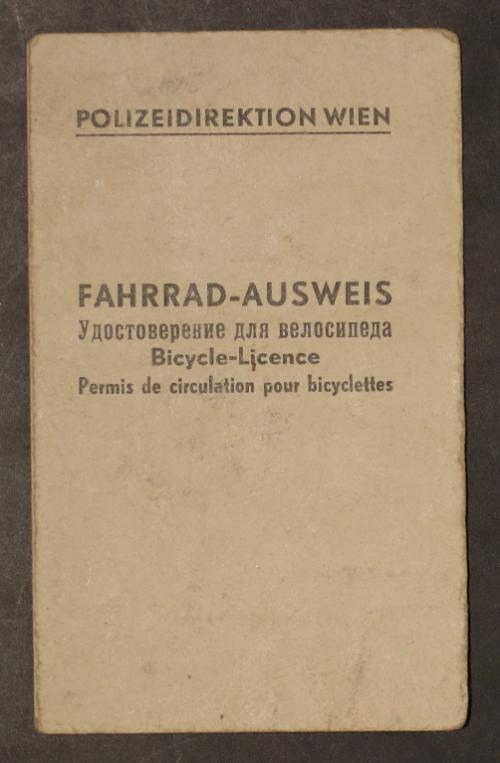 POLIZEIDIREKTION WIEN
FAHRRAD-AUSWEIS
Удостоверение для велосипеда
Bicycle-Licence
Permis de circulation pour bicyclettes